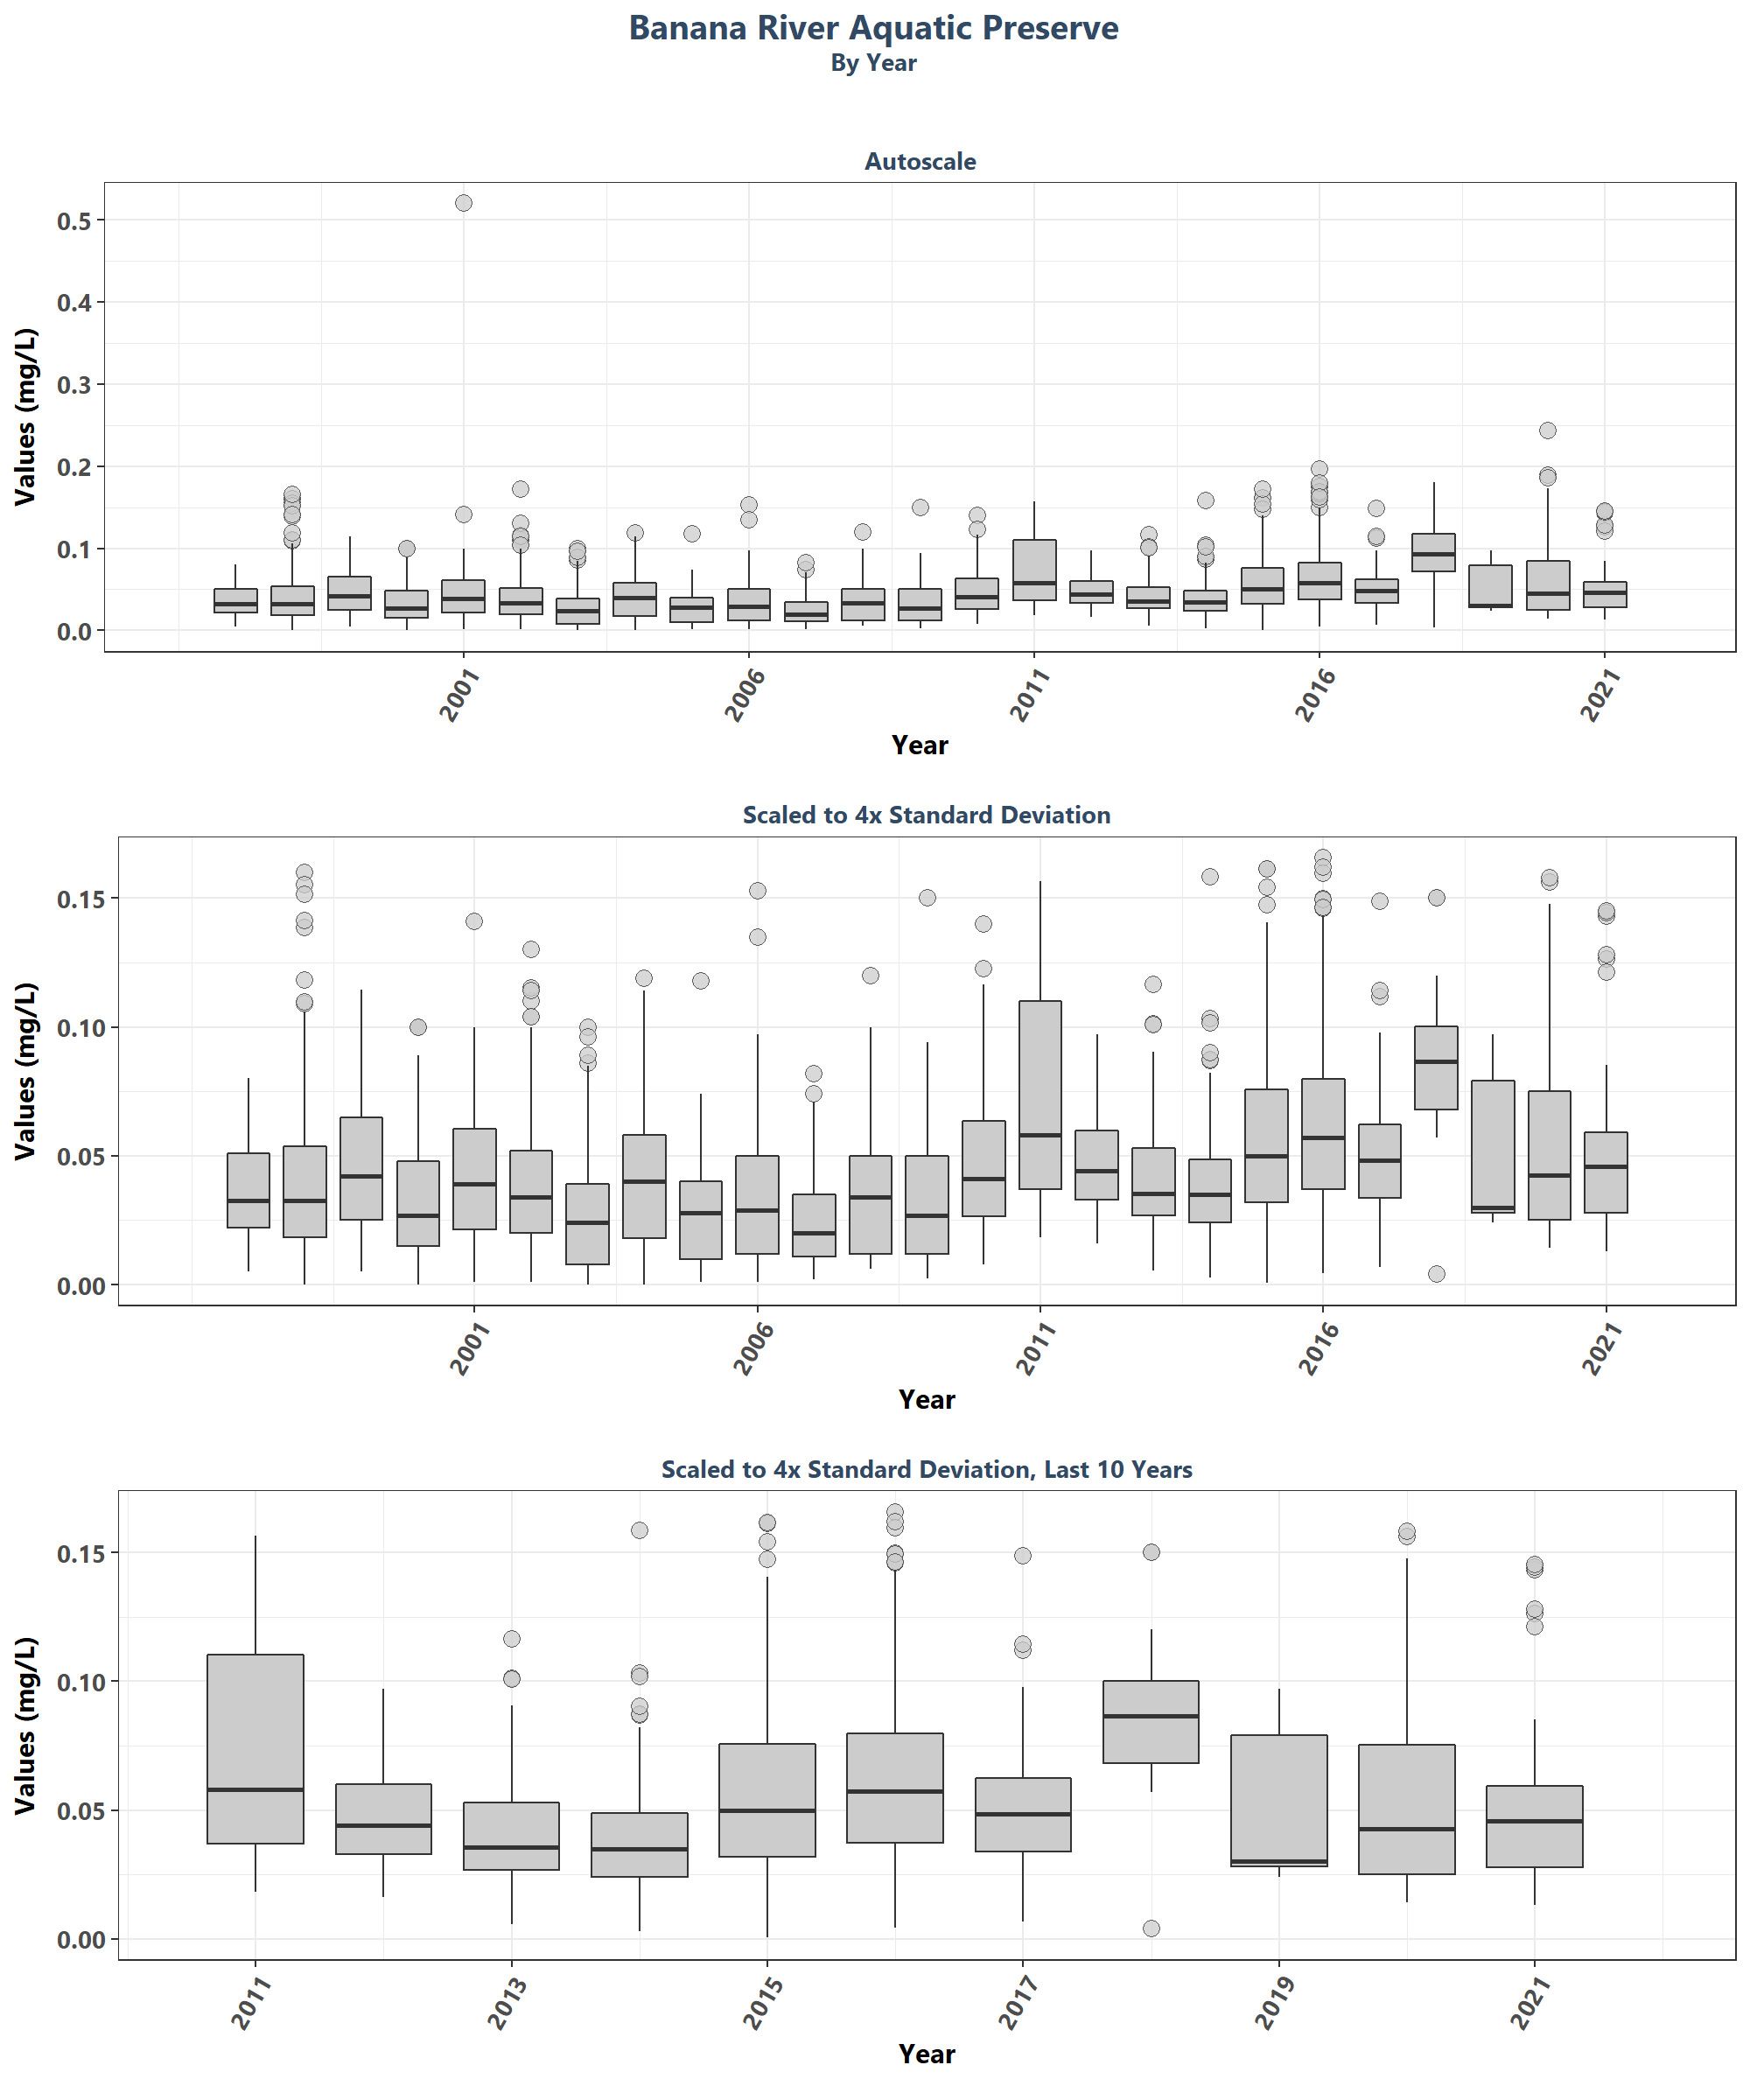 Banana River Aquatic Preserve
By Year
Autoscale
Values (mg/L)
0.5
0.4
0.3
0.2
0.1
0.0
2001 2006 2011 2016 2021
Year
Scaled to 4x Standard Deviation
Values (mg/L)
0.15
0.10
0.05
0.00
2001 2006 2011 2016 2021
Year
Scaled to 4x Standard Deviation, Last 10 Years
Values (mg/L)
0.15
0.10
0.05
0.00
2011 2013 2015 2017 2019 2021
Year